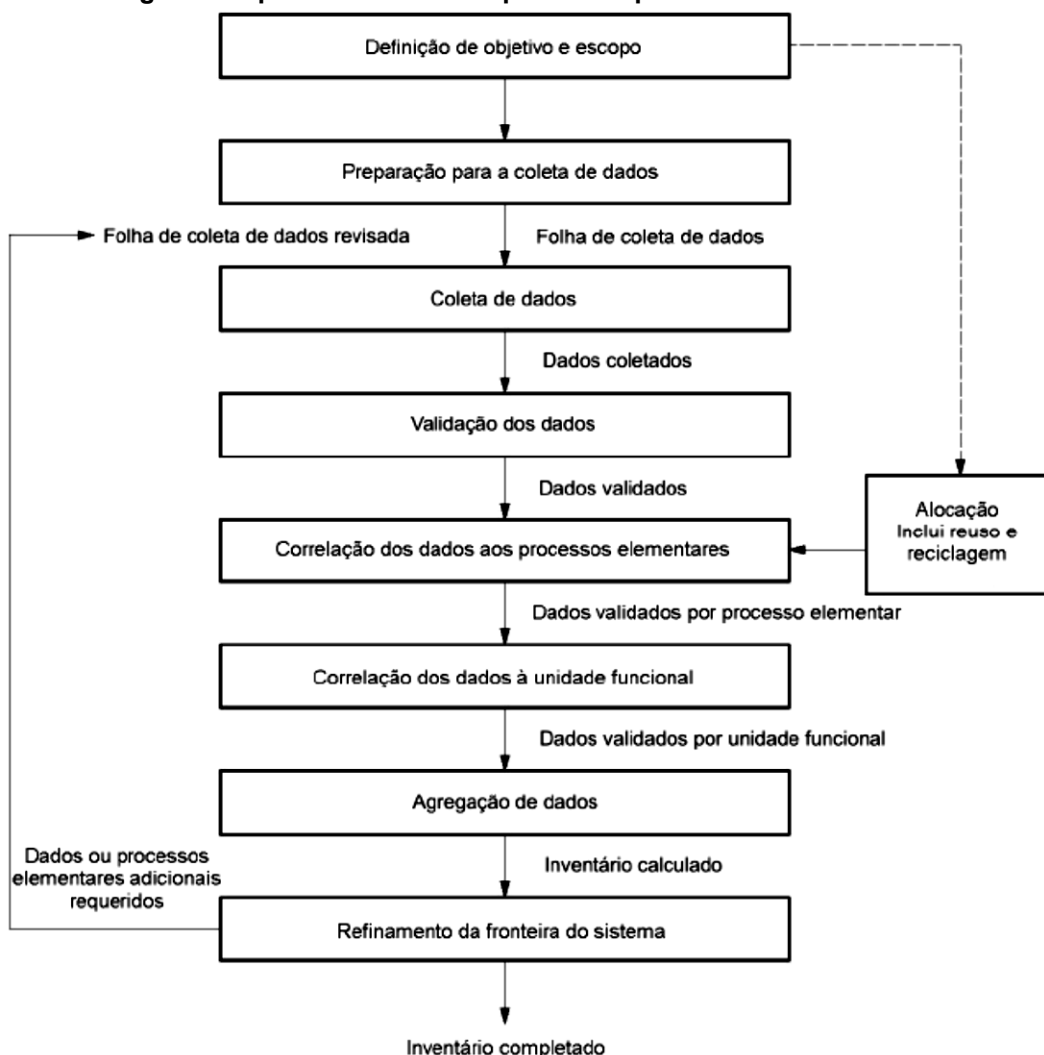 Definição de objetivo e escopo
Preparação para a coleta de dados
Folha de coleta de dados revisada
Folha de coleta de dados
Coleta de dados
Dados coletados
Validação dos dados
Dados validados
Alocação
Inclui reuso e
reciclagem
Correlação dos dados aos processos elementares
Dados validados por processo elementar
Correlação dos dados à unidade funcional
Dados validados por unidade funcional
Agregação de dados
Dados ou processos
elementares adicionais
requeridos
Inventário calculado
Refinamento da fronteira do sistema
Inventário completado